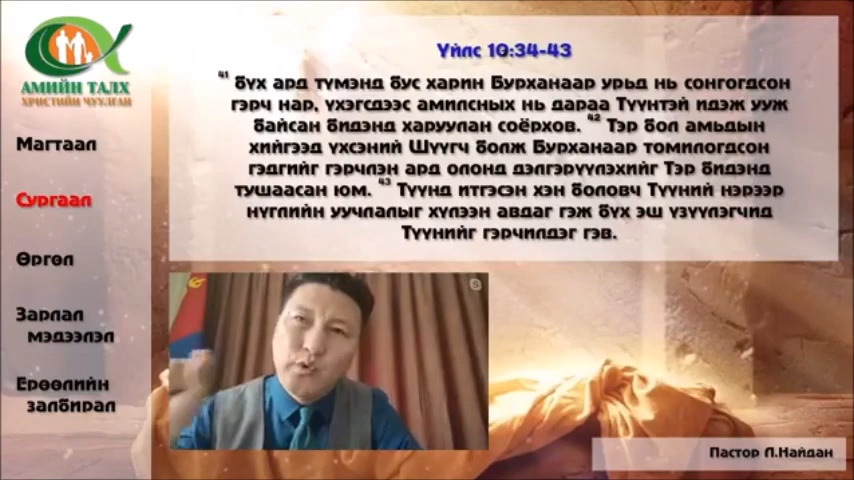 АМИЙН ТАЛХ
ХРИСТИЙН ЧУУЛГАН
Магтаал
Сургаал
Өргөл
Зарлал
мэдээлэл
Ерөөлийн
залбирал
Үйлс 10:34-43
41 бүх ард түмэнд бус харин Бурханаар урьд нь сонгогдсон
гэрч нар, үхэгсдээс амилсных нь дараа Түүнтэй идэж ууж
байсан бидэнд харуулан соёрхов. 42 Тэр бол амьдын
хийгээд үхсэний Шүүгч болж Бурханаар томилогдсон
гэдгийг гэрчлэн ард олонд дэлгэрүүлэхийг Тэр бидэнд
тушаасан юм. 43 Түүнд итгэсэн хэн боловч Түүний нэрээр
нүглийн уучлалыг хүлээн авдаг гэж бүх эш үзүүлэгчид
Түүнийг гэрчилдэг гэв.
Пастор Л.Найдан